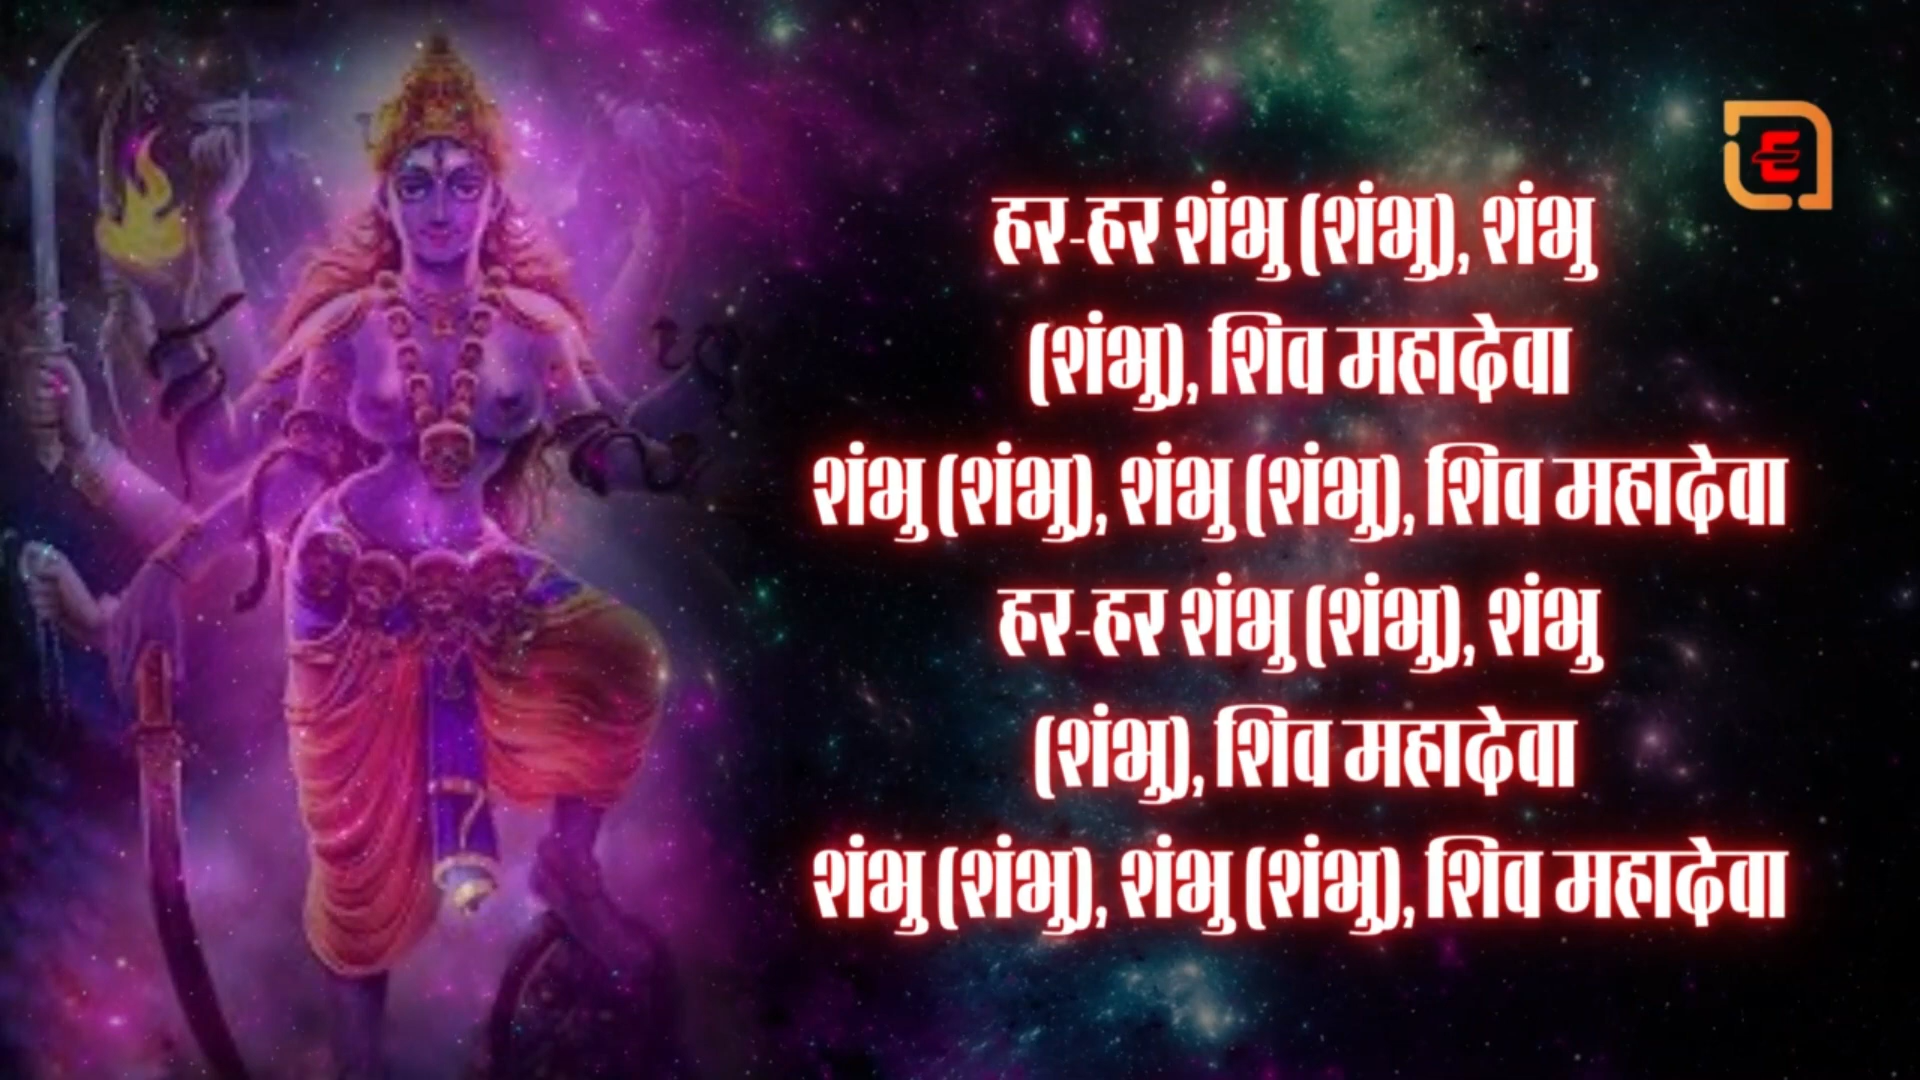 हर-हर शंभु (शंभु), शंभु
(शंभु), शिव महादेवा
शंभु (शंभु), शंभु (शंभु), शिव महादेवा
हर-हर शंभु (शंभु), शंभु
(शंभु), शिव महादेवा
शंभु (शंभु), शंभु (शंभु), शिव महादेवा
E